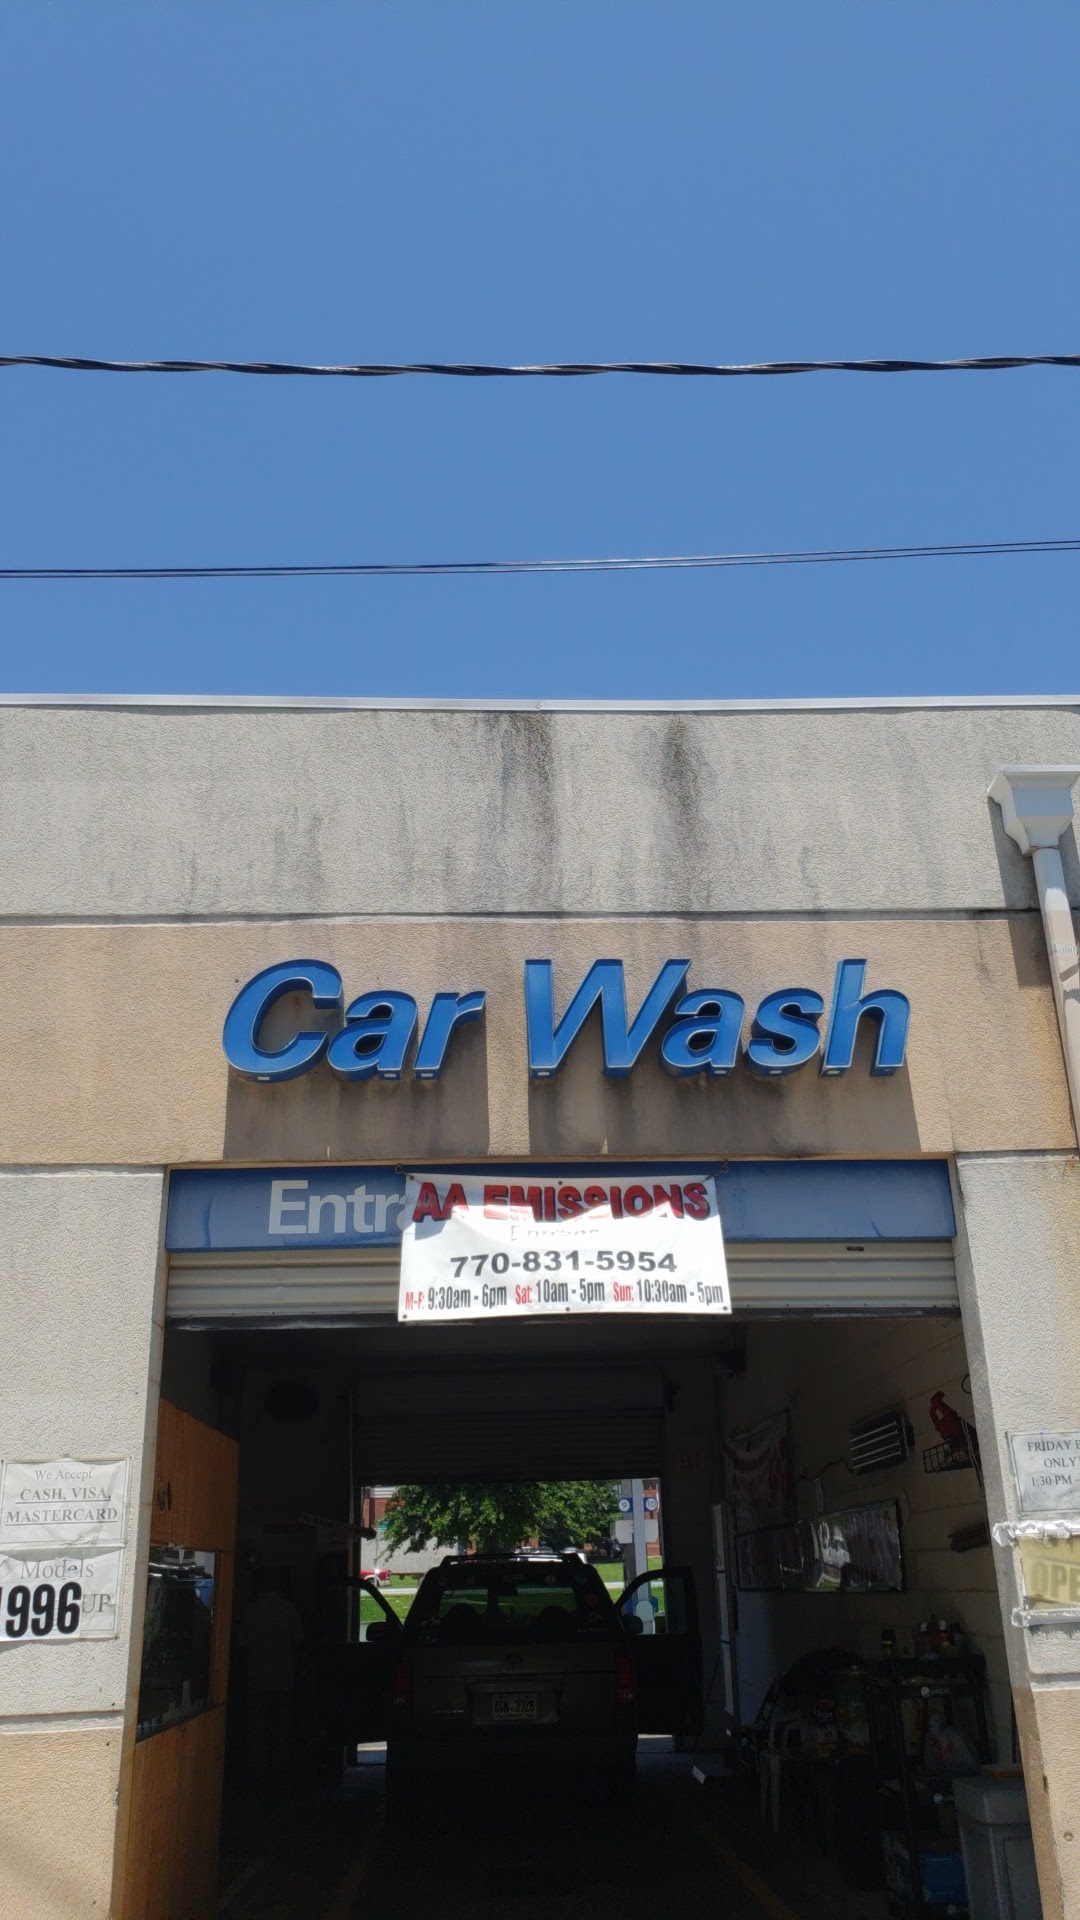 Car Wash
Entra
AA EMISSIONS
770-831-5954
M-F: 9:30am - 6pm Sat: 10am - 5pm Sun: 10:30am - 5pm
We Accept
CASH, VISA,
MASTERCARD
Models
1996 UP
FRIDAY
ONLY
1:30 PM -
OPE